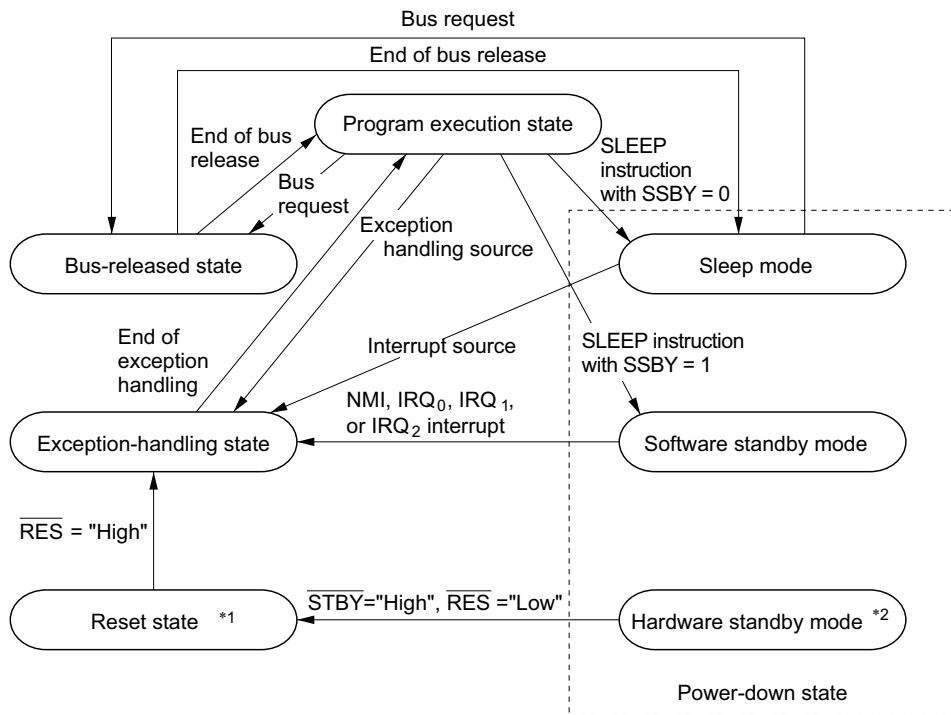 Bus request
End of bus release
Program execution state
End of bus
release
Bus
request
Exception
handling source
SLEEP
instruction
with SSBY = 0
Bus-released state
Sleep mode
End of
exception
handling
Interrupt source
SLEEP instruction
with SSBY = 1
NMI, IRQ0, IRQ1,
or IRQ2 interrupt
Exception-handling state
Software standby mode
RES = "High"
STBY="High", RES ="Low"
Reset state *1
Hardware standby mode *2
Power-down state